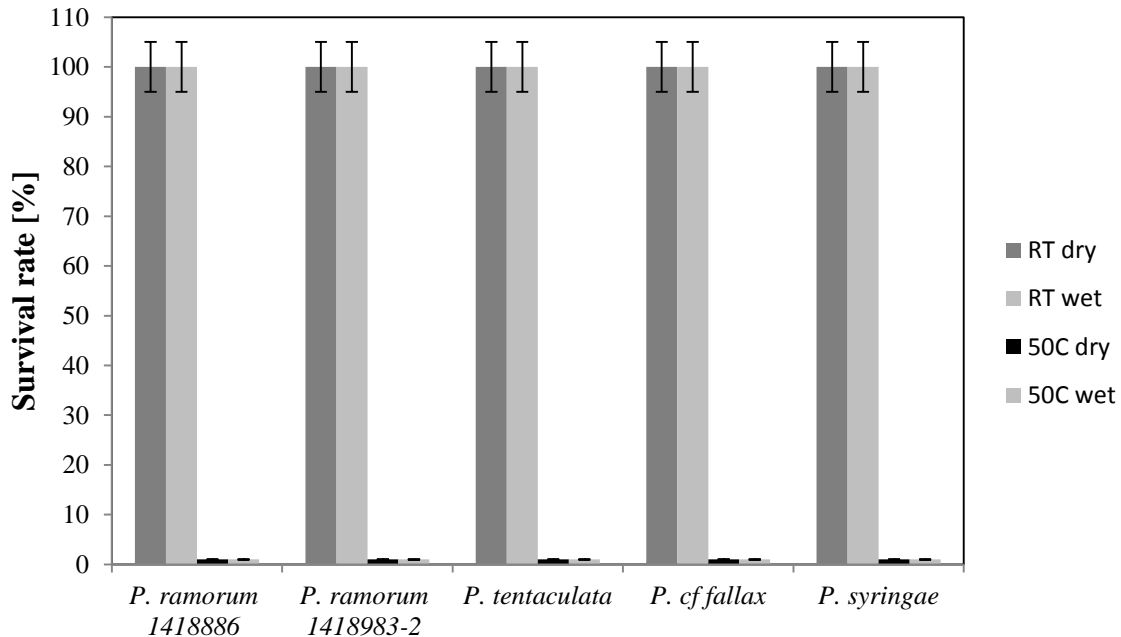 Survival rate [%]
110
100
90
80
70
60
50
40
30
20
10
0
P. ramorum
1418886
P. ramorum
1418983-2
P. tentaculata
P. cf fallax
P. syringae
RT dry
RT wet
50C dry
50C wet